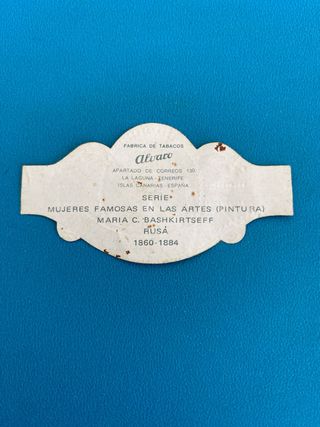 FABRICA DE TABACOS
Alvaro
APARTADO DE CORREOS 130
LA LAGUNA - TENERIFE
ISLAS CANARIAS - ESPAÑA
SERIE
MUJERES FAMOSAS EN LAS ARTES (PINTURA)
MARIA C. BASHKIRTSEFF
RUSA
1860-1884